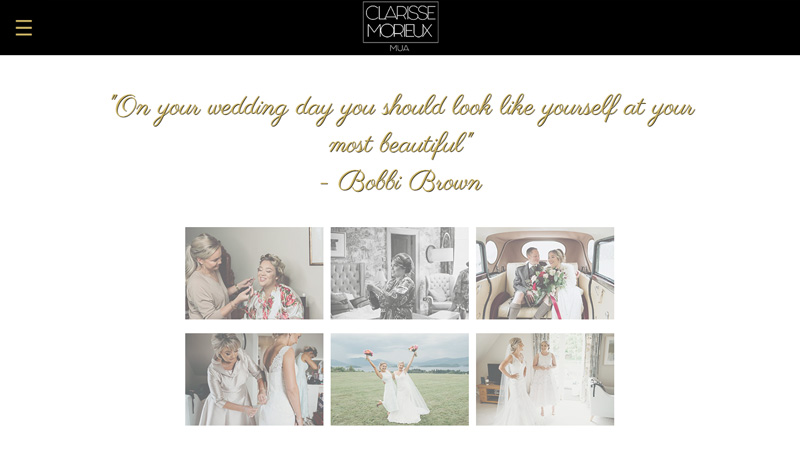 CLARISSE
MORIEUX
MUA
"On your wedding day you should look like yourself at your
most beautiful"
- Bobbi Brown